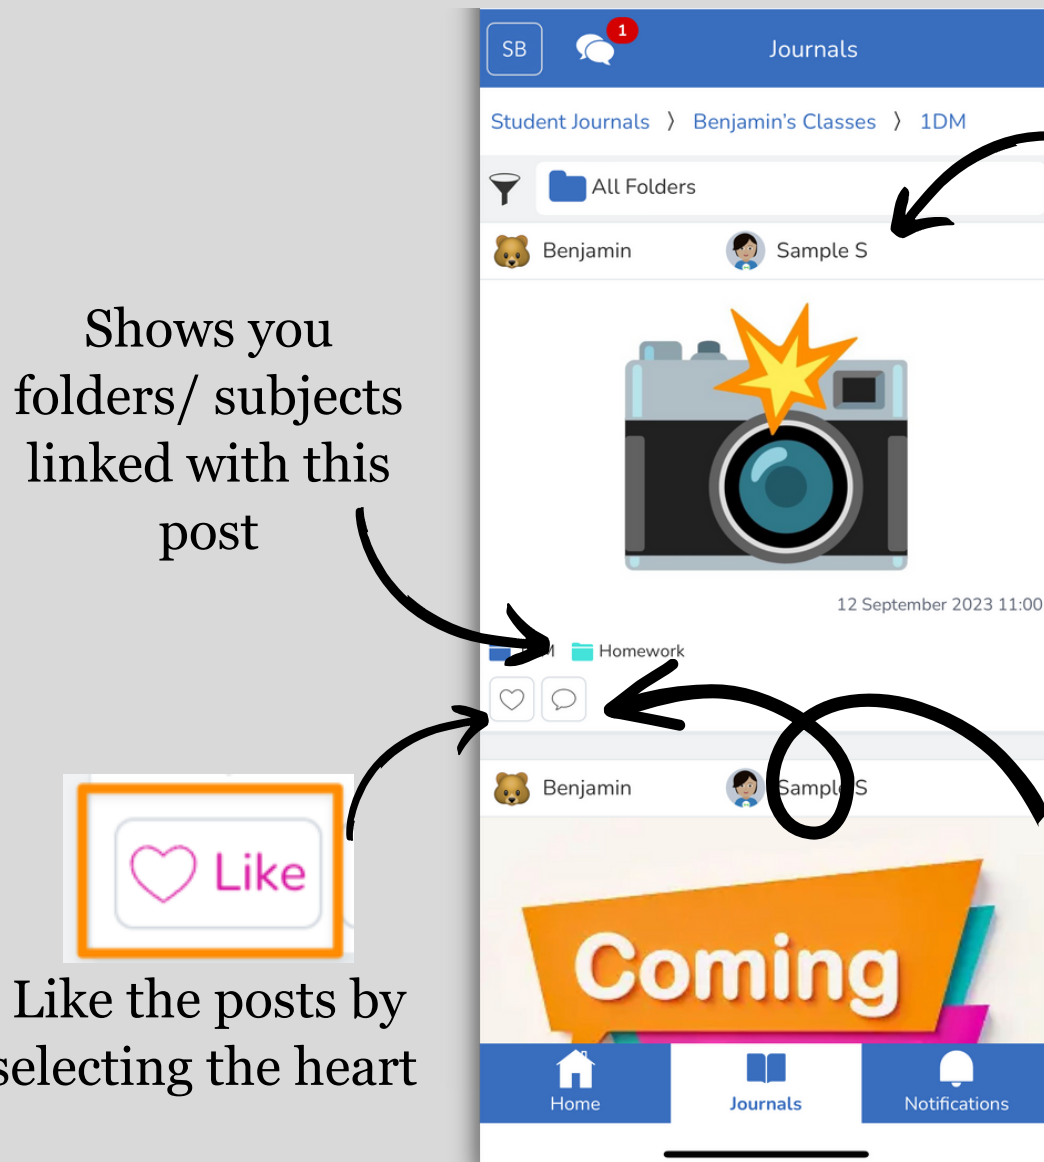 SB
1
Journals
Student Journals 〉 Benjamin's Classes 〉 1DM
All Folders
Benjamin
Sample S
Shows you
folders/ subjects
linked with this
post
12 September 2023 11:00
Homework
Benjamin
Like
Like the posts by
selecting the heart
Coming
Home
Journals
Notifications